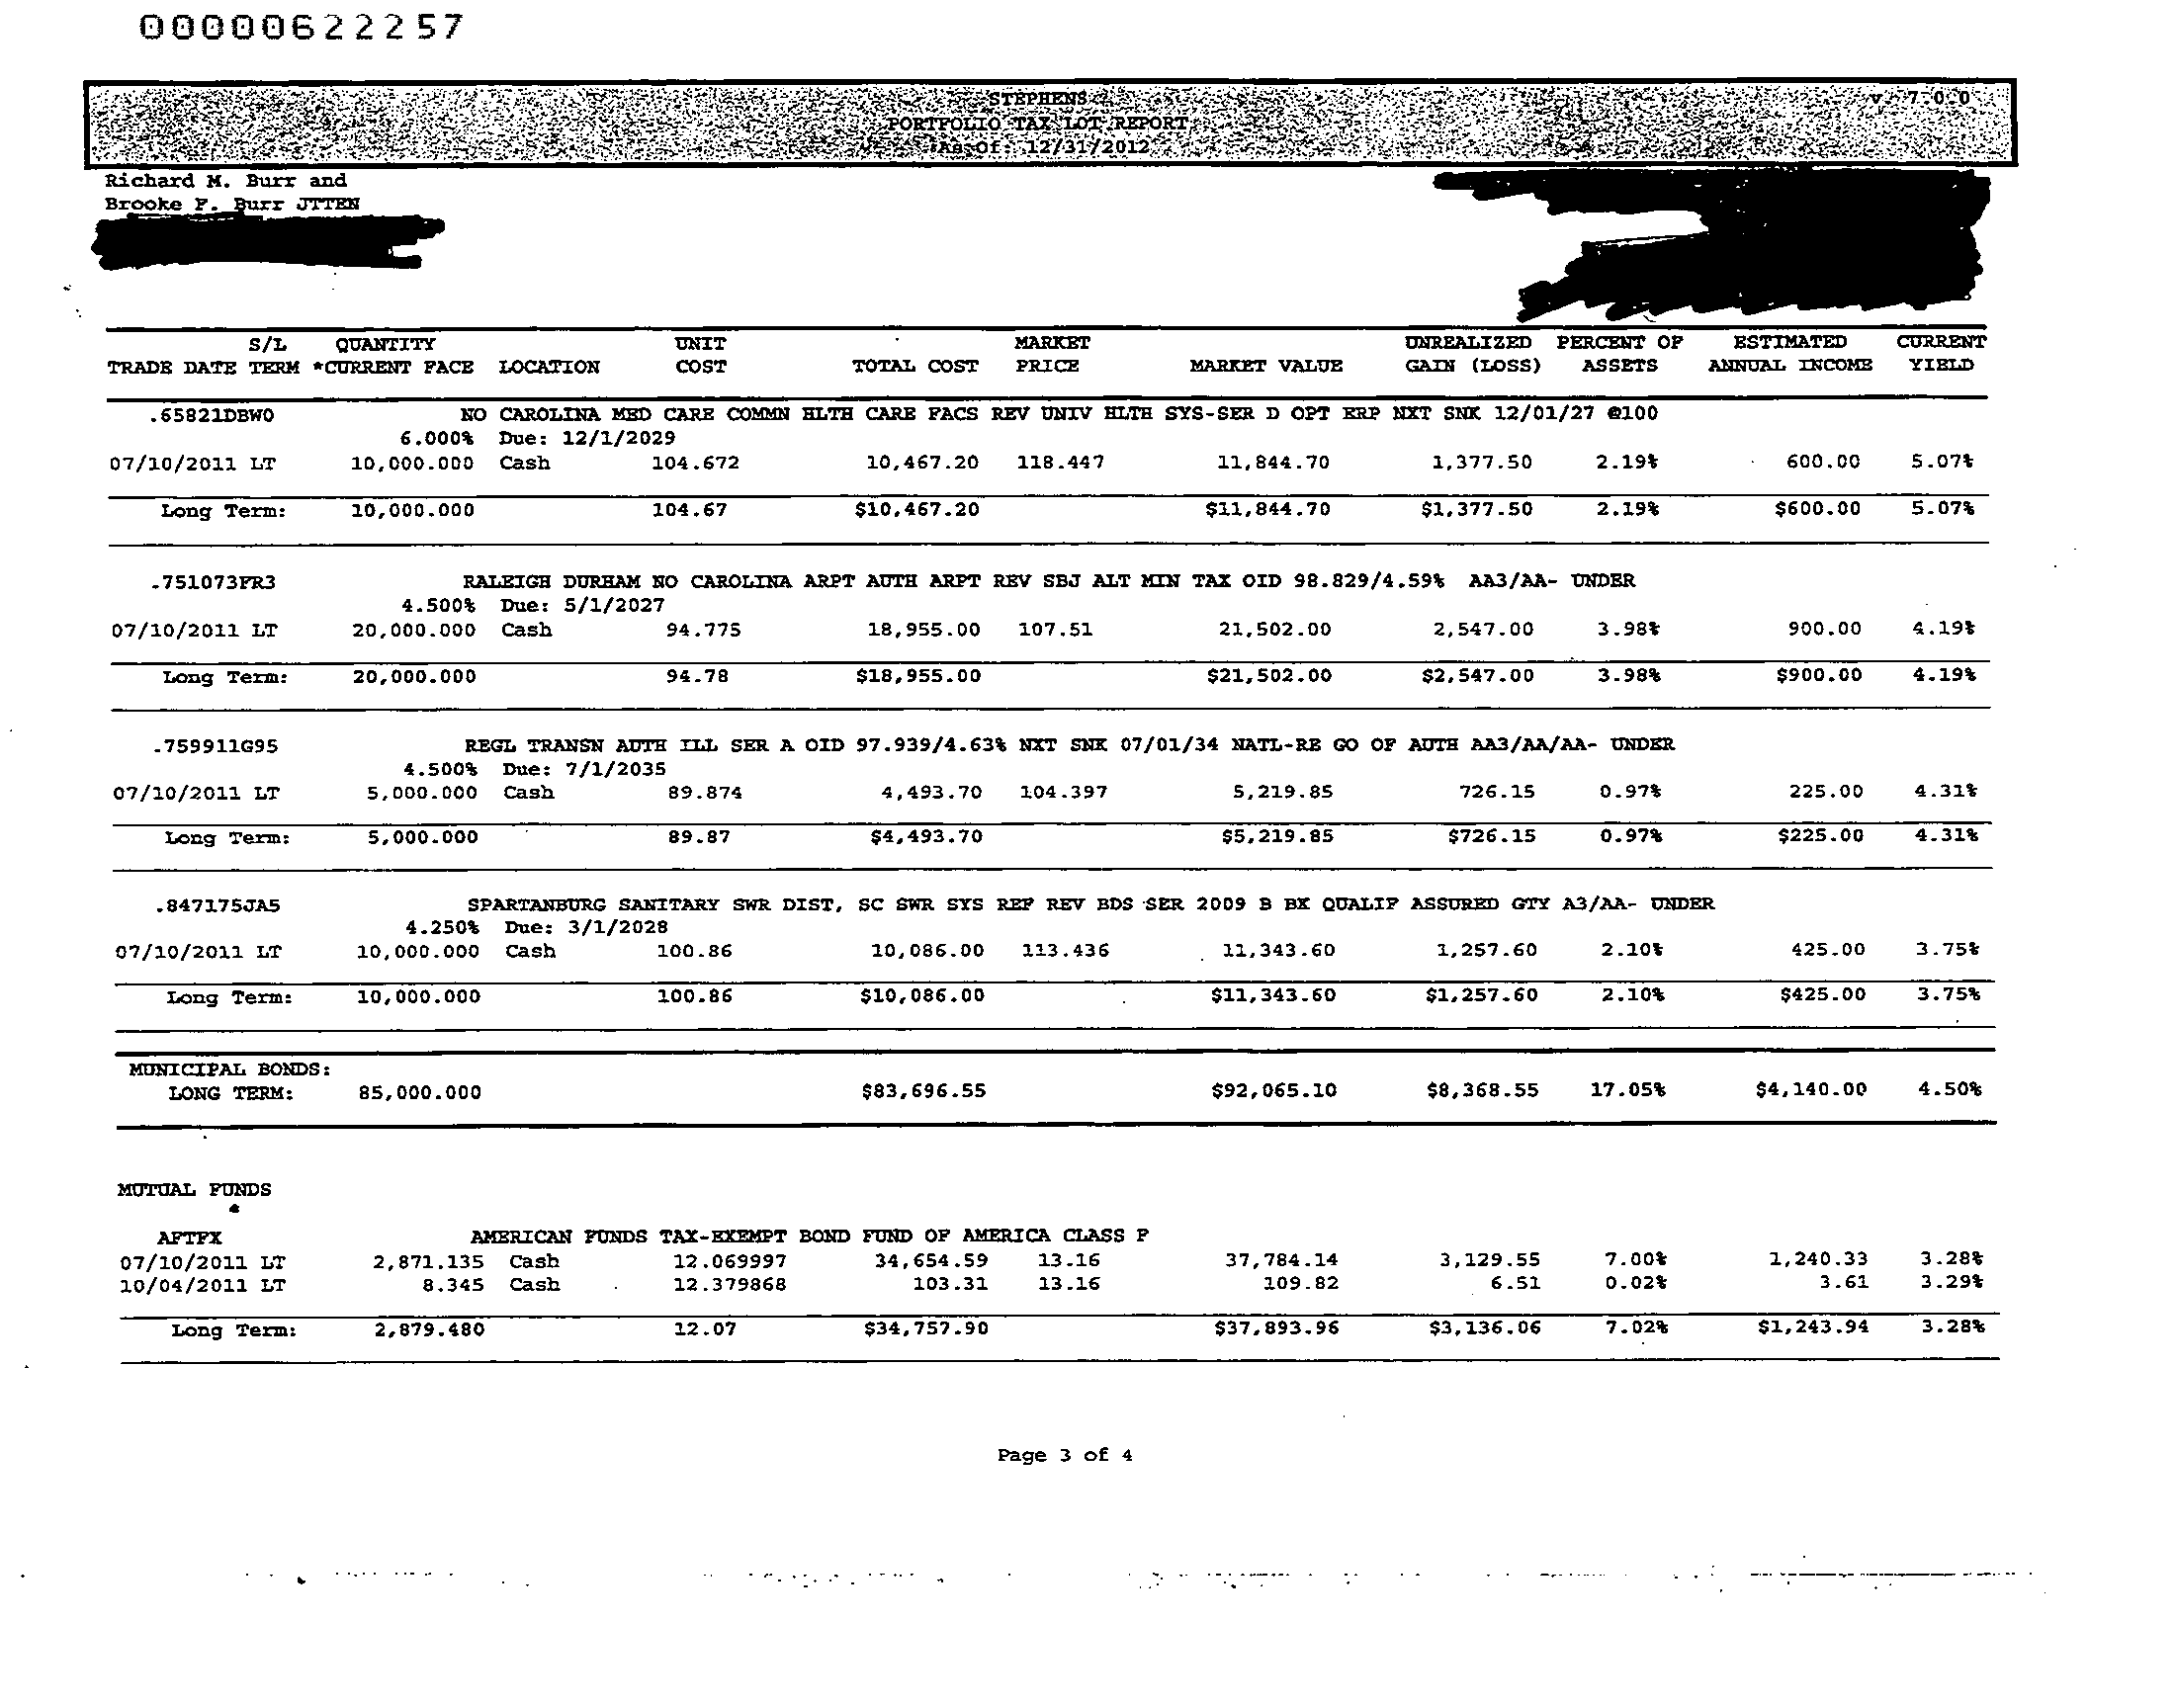 00000622257
STEPHENS
PORTFOLIO TAX LOT REPORT
As Of: 12/31/2012
v. 7.0.0
Richard M. Burr and
Brooke F. Burr JTTEN
S/L QUANTITY UNIT MARKET UNREALIZED PERCENT OF ESTIMATED CURRENT
TRADE DATE TERM *CURRENT FACE LOCATION COST TOTAL COST PRICE MARKET VALUE GAIN (LOSS) ASSETS ANNUAL INCOME YIELD
.65821DBW0 NO CAROLINA MED CARE COMMN HLTH CARE FACS REV UNIV HLTH SYS-SER D OPT ERP NXT SNK 12/01/27 @100
6.000% Due: 12/1/2029
07/10/2011 LT 10,000.000 Cash 104.672 10,467.20 118.447 11,844.70 1,377.50 2.19% 600.00 5.07%
Long Term: 10,000.000 104.67 $10,467.20 $11,844.70 $1,377.50 2.19% $600.00 5.07%
.751073FR3 RALEIGH DURHAM NO CAROLINA ARPT AUTH ARPT REV SBJ ALT MIN TAX OID 98.829/4.59% AA3/AA- UNDER
4.500% Due: 5/1/2027
07/10/2011 LT 20,000.000 Cash 94.775 18,955.00 107.51 21,502.00 2,547.00 3.98% 900.00 4.19%
Long Term: 20,000.000 94.78 $18,955.00 $21,502.00 $2,547.00 3.98% $900.00 4.19%
.759911G95 REGL TRANSN AUTH ILL SER A OID 97.939/4.63% NXT SNK 07/01/34 NATL-RE GO OF AUTH AA3/AA/AA- UNDER
4.500% Due: 7/1/2035
07/10/2011 LT 5,000.000 Cash 89.874 4,493.70 104.397 5,219.85 726.15 0.97% 225.00 4.31%
Long Term: 5,000.000 89.87 $4,493.70 $5,219.85 $726.15 0.97% $225.00 4.31%
.847175JA5 SPARTANBURG SANITARY SWR DIST, SC SWR SYS REF REV BDS SER 2009 B BK QUALIF ASSURED GTY A3/AA- UNDER
4.250% Due: 3/1/2028
07/10/2011 LT 10,000.000 Cash 100.86 10,086.00 113.436 11,343.60 1,257.60 2.10% 425.00 3.75%
Long Term: 10,000.000 100.86 $10,086.00 $11,343.60 $1,257.60 2.10% $425.00 3.75%
MUNICIPAL BONDS:
LONG TERM: 85,000.000 $83,696.55 $92,065.10 $8,368.55 17.05% $4,140.00 4.50%
MUTUAL FUNDS
AFTFX AMERICAN FUNDS TAX-EXEMPT BOND FUND OF AMERICA CLASS F
07/10/2011 LT 2,871.135 Cash 12.069997 34,654.59 13.16 37,784.14 3,129.55 7.00% 1,240.33 3.28%
10/04/2011 LT 8.345 Cash 12.379868 103.31 13.16 109.82 6.51 0.02% 3.61 3.29%
Long Term: 2,879.480 12.07 $34,757.90 $37,893.96 $3,136.06 7.02% $1,243.94 3.28%
Page 3 of 4